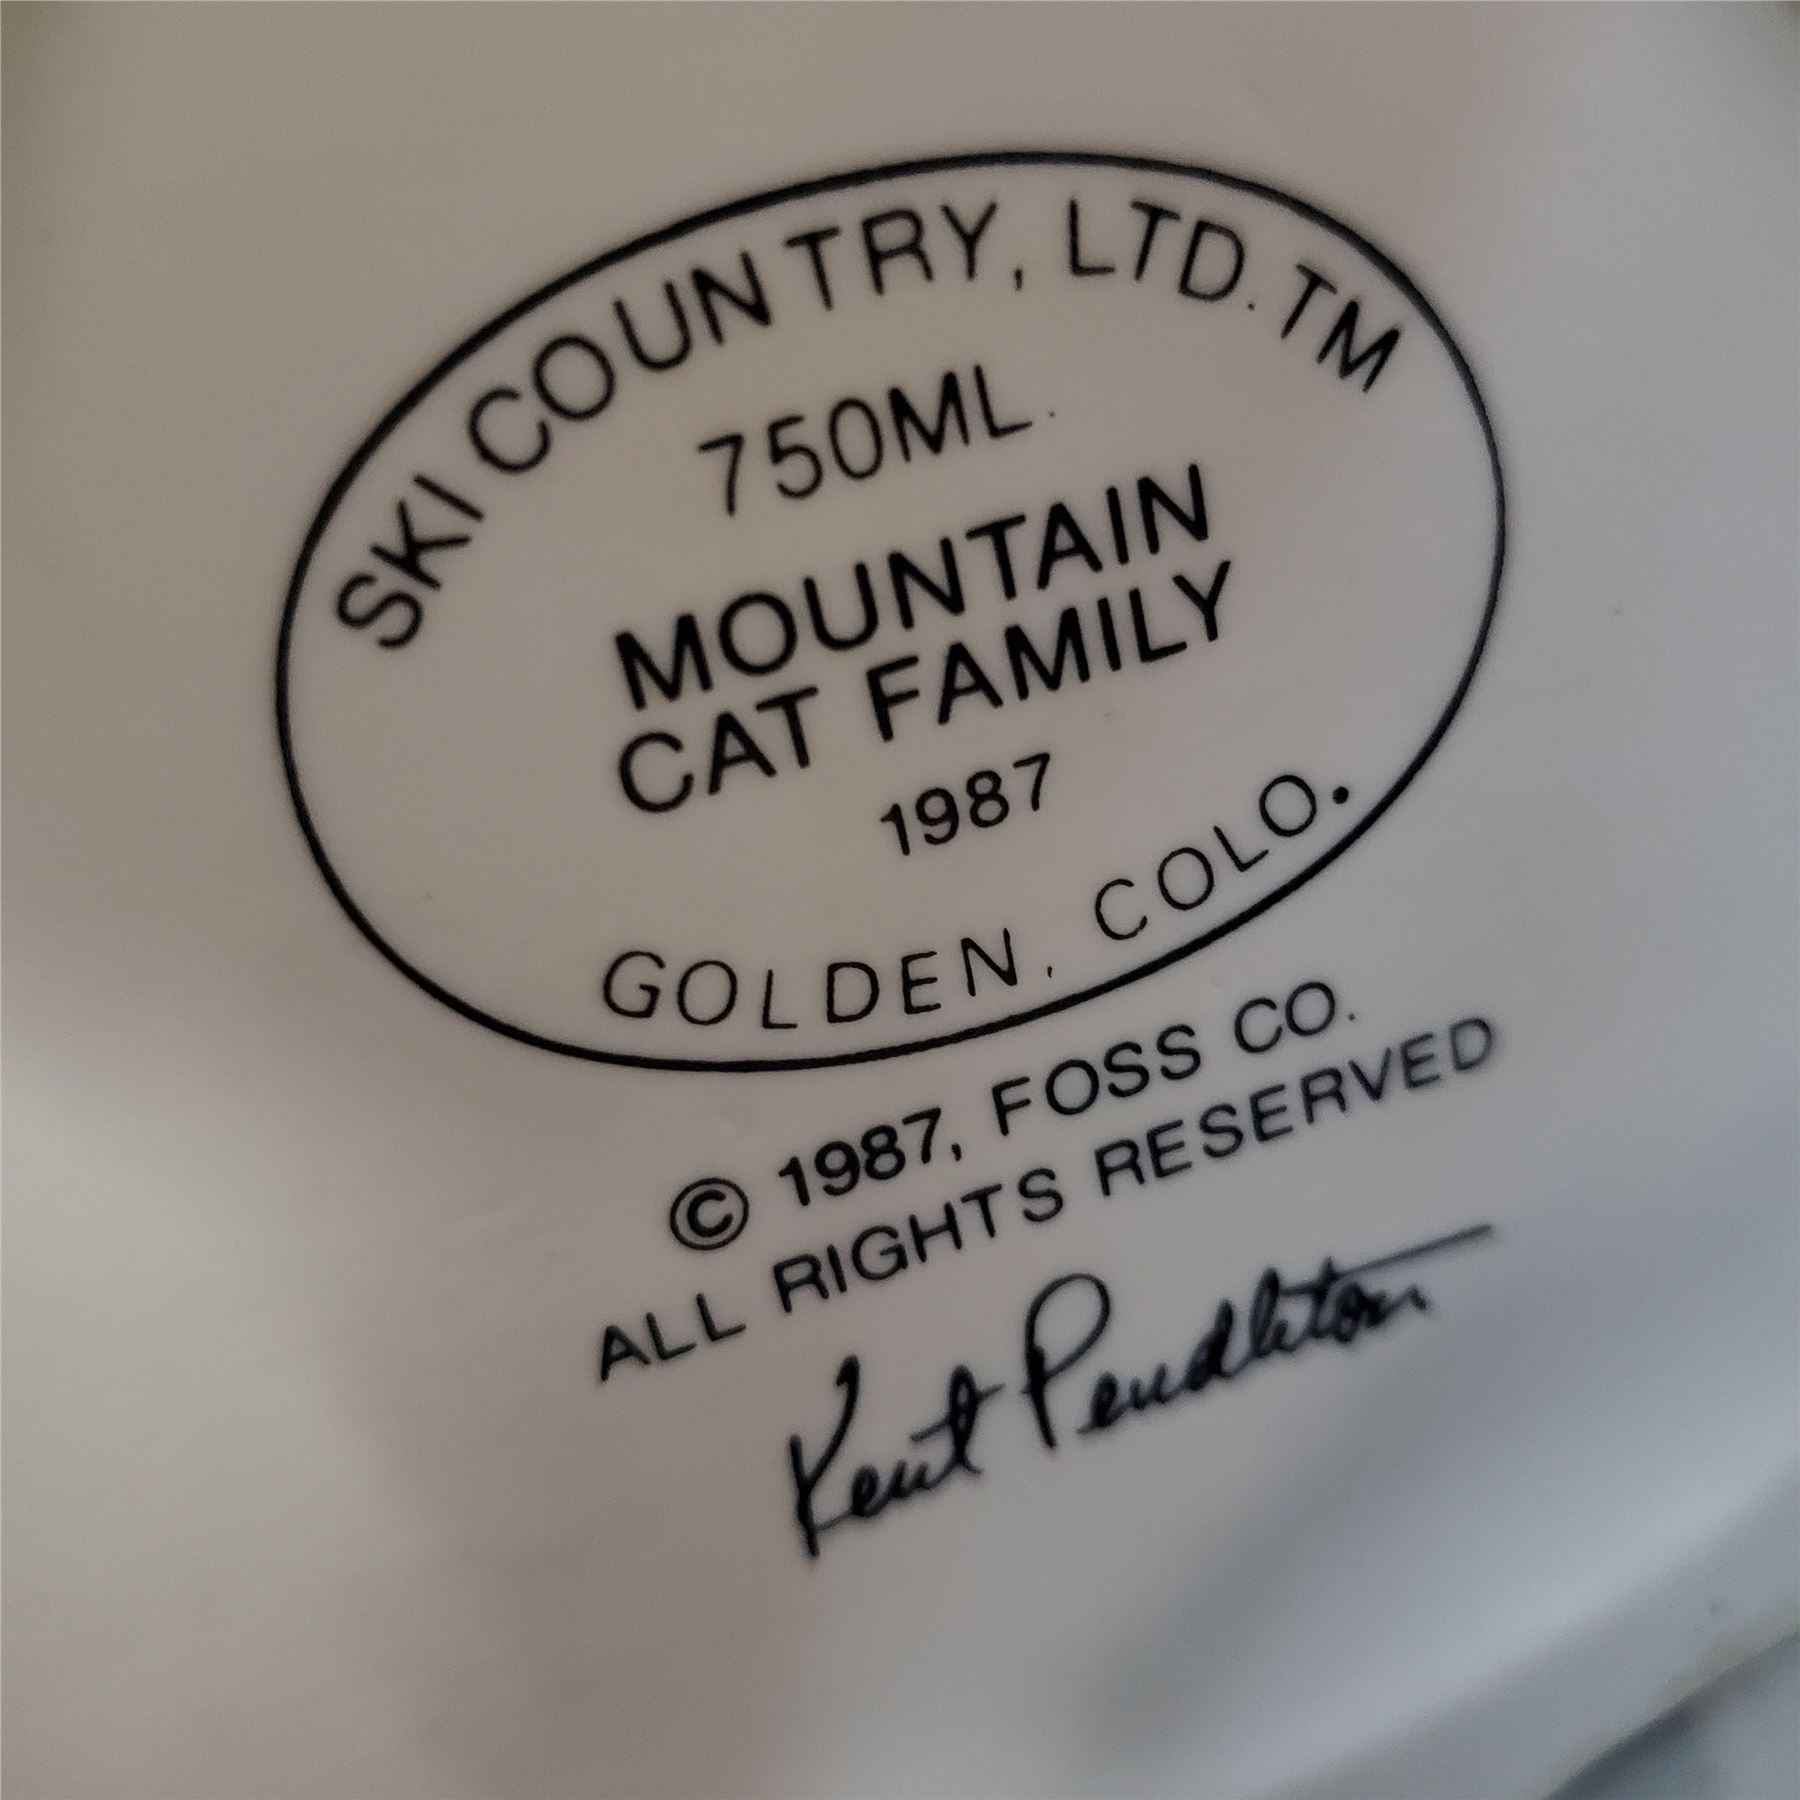 SKI COUNTRY, LTD.TM
750ML.
MOUNTAIN
CAT FAMILY
1987
GOLDEN, COLO.
© 1987, FOSS CO.
ALL RIGHTS RESERVED
Kent Pendleton